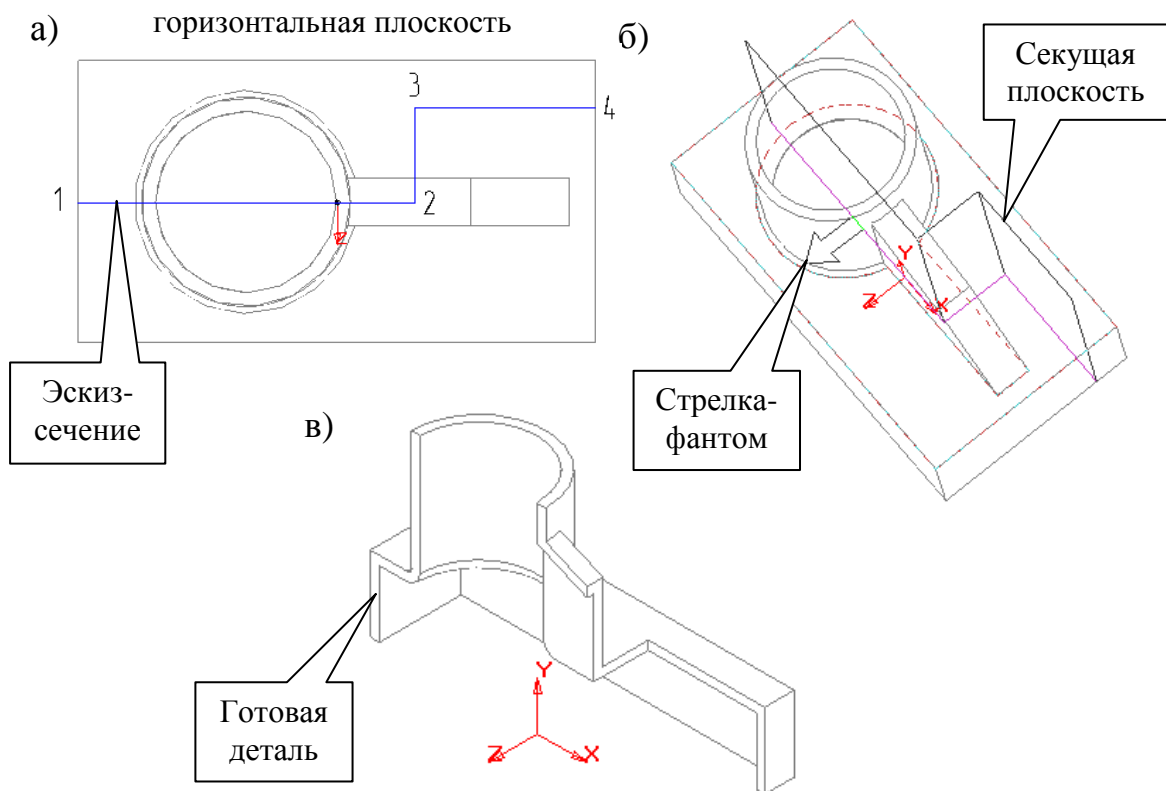 а)
горизонтальная плоскость
б)
Секущая
плоскость
3
4
1
2
Z
Эскиз-
сечение
Y
Z
X
Стрелка-
фантом
в)
Готовая
деталь
Y
Z
X